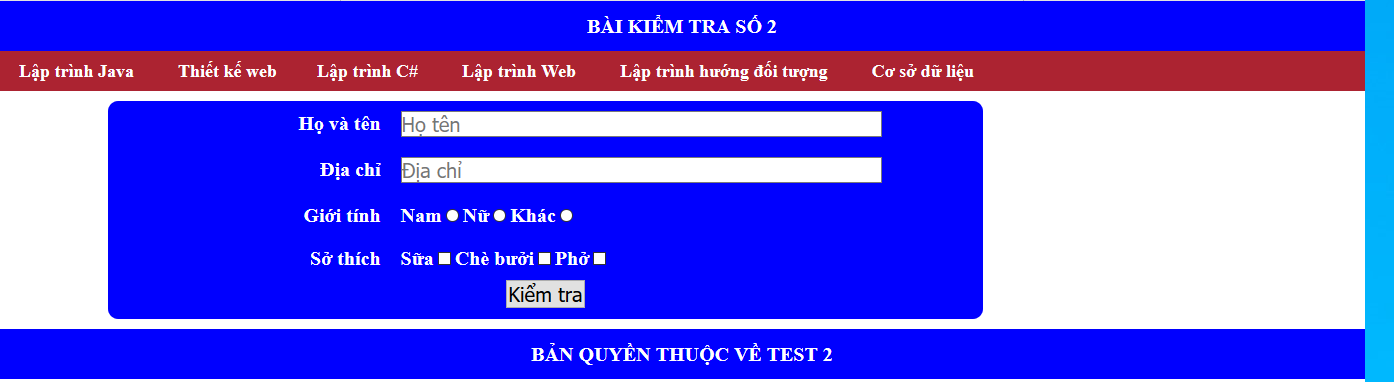 BÀI KIỂM TRA SỐ 2
Lập trình Java Thiết kế web Lập trình C# Lập trình Web Lập trình hướng đối tượng Cơ sở dữ liệu
Họ và tên Họ tên
Địa chỉ Địa chỉ
Giới tính Nam Nữ Khác
Sở thích Sữa Chè bưởi Phở
Kiểm tra
BẢN QUYỀN THUỘC VỀ TEST 2